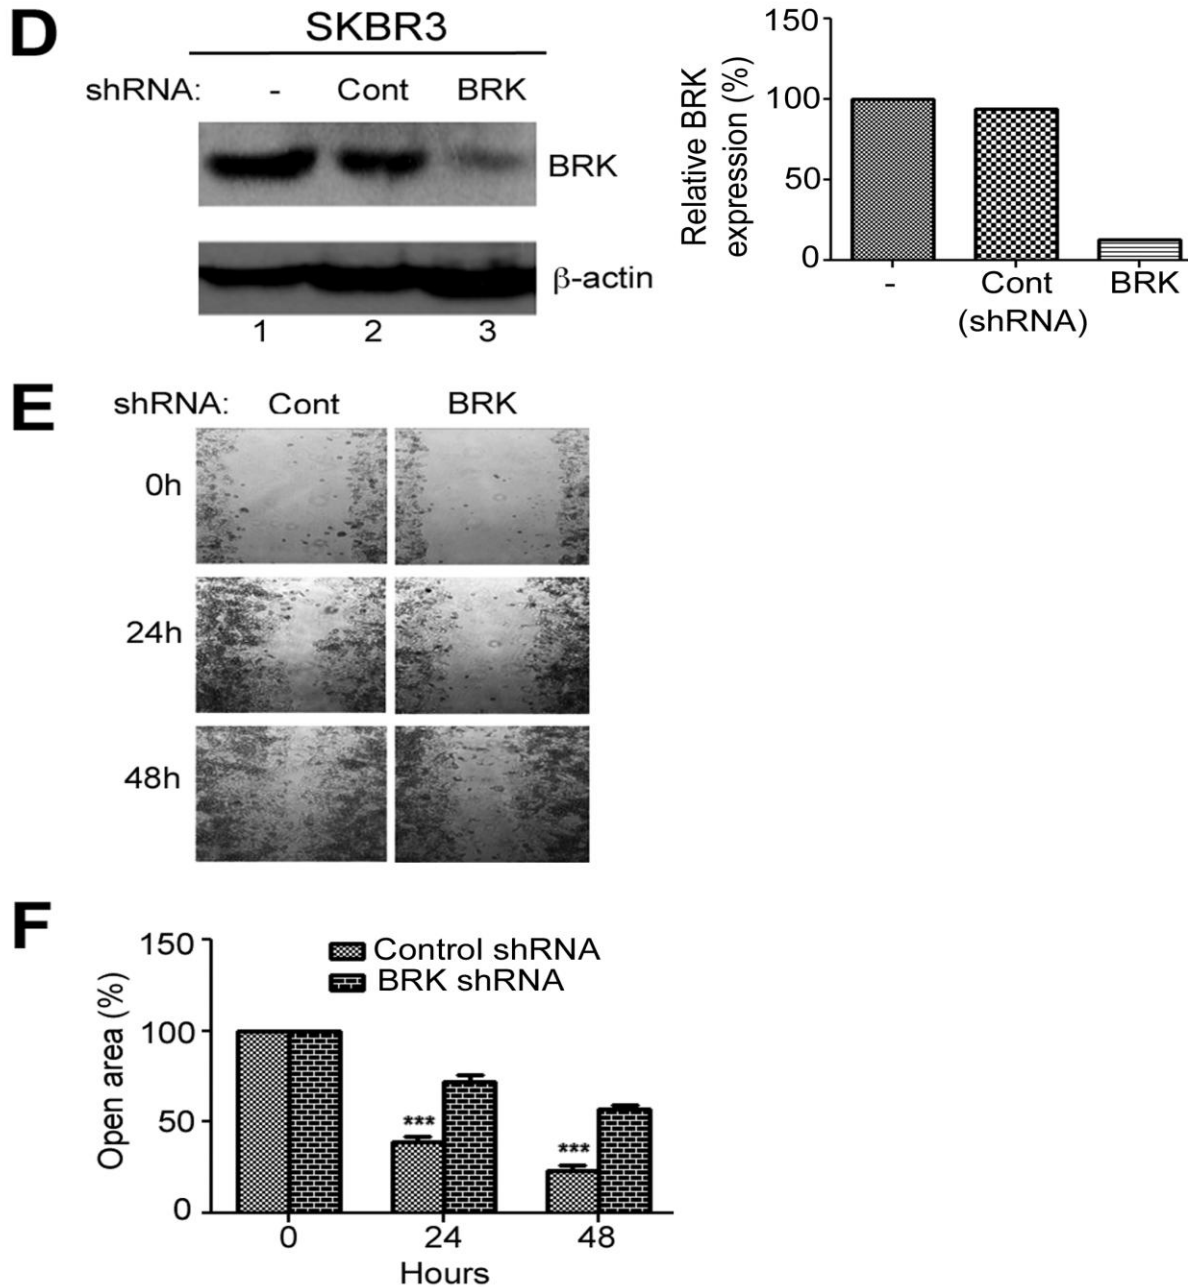 D
SKBR3
shRNA: - Cont BRK
BRK
β-actin
1 2 3
Relative BRK
expression (%)
150
100
50
0
- Cont BRK
(shRNA)
E
shRNA: Cont BRK
0h
24h
48h
F
Control shRNA
BRK shRNA
Open area (%)
150
100
50
0
***
***
0 24 48
Hours